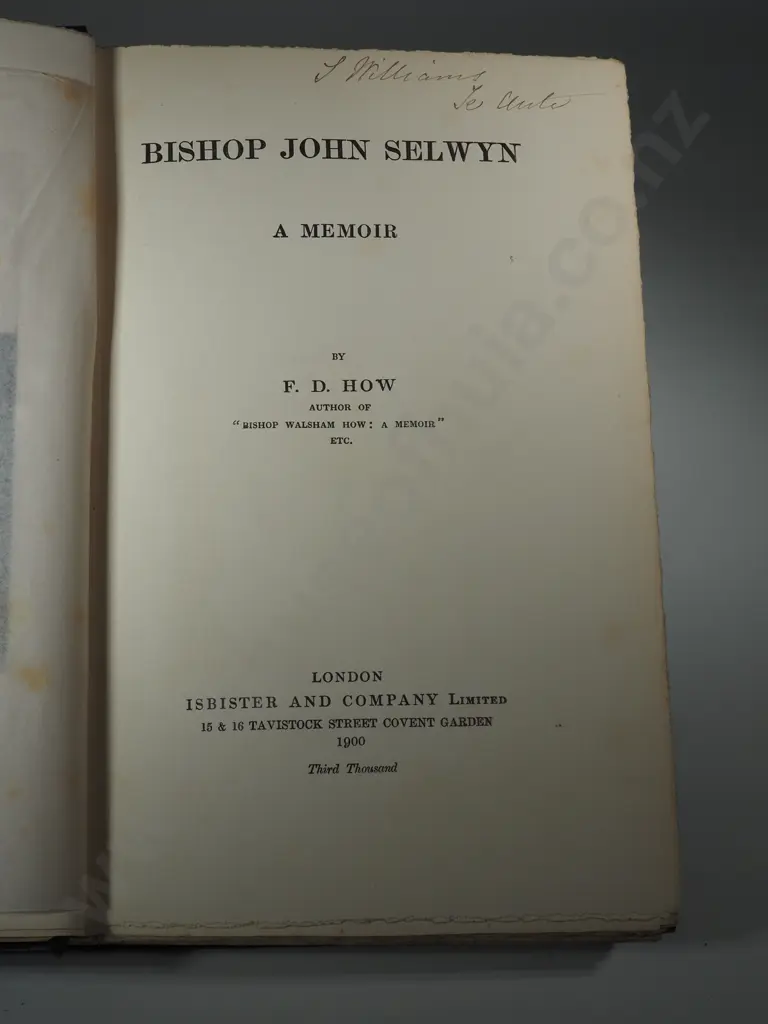 S Williams
Te Aute
BISHOP JOHN SELWYN
A MEMOIR
BY
F. D. HOW
AUTHOR OF
"BISHOP WALSHAM HOW: A MEMOIR"
ETC.
LONDON
ISBISTER AND COMPANY LIMITED
15 & 16 TAVISTOCK STREET COVENT GARDEN
1900
Third Thousand